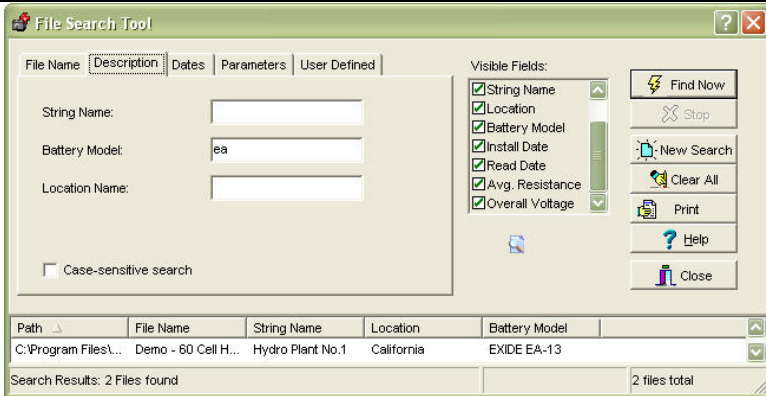 File Search Tool
File Name Description Dates Parameters User Defined
String Name:
Battery Model: ea
Location Name:
Case-sensitive search
Visible Fields:
String Name
Location
Battery Model
Install Date
Read Date
Avg. Resistance
Overall Voltage
Find Now
Stop
New Search
Clear All
Print
Help
Close
Path File Name String Name Location Battery Model
C:\Program Files\... Demo - 60 Cell H... Hydro Plant No.1 California EXIDE EA-13
Search Results: 2 Files found 2 files total